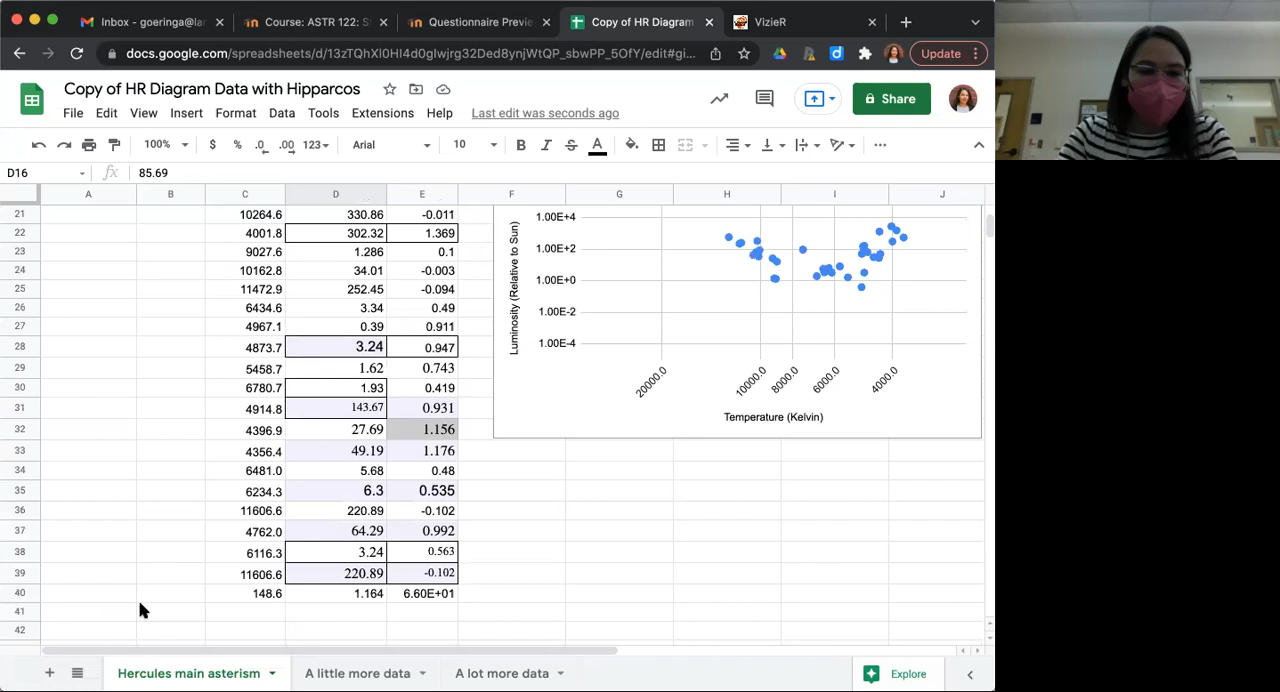 Inbox - goeringa@lar
Course: ASTR 122: S
Questionnaire Previe
Copy of HR Diagram
VizieR
docs.google.com/spreadsheets/d/13zTQhXl0HI4d0gIwjrg32Ded8ynjWtQP_sbwPP_5OfY/edit#gi...
Update
Copy of HR Diagram Data with Hipparcos
File Edit View Insert Format Data Tools Extensions Help Last edit was seconds ago
Share
100% $ % .0 .00 123 Arial 10 B I S A
D16 fx 85.69
A B C D E F G H I J
21 10264.6 330.86 -0.011
22 4001.8 302.32 1.369
23 9027.6 1.286 0.1
24 10162.8 34.01 -0.003
25 11472.9 252.45 -0.094
26 6434.6 3.34 0.49
27 4967.1 0.39 0.911
28 4873.7 3.24 0.947
29 5458.7 1.62 0.743
30 6780.7 1.93 0.419
31 4914.8 143.67 0.931
32 4396.9 27.69 1.156
33 4356.4 49.19 1.176
34 6481.0 5.68 0.48
35 6234.3 6.3 0.535
36 11606.6 220.89 -0.102
37 4762.0 64.29 0.992
38 6116.3 3.24 0.563
39 11606.6 220.89 -0.102
40 148.6 1.164 6.60E+01
41
42
Luminosity (Relative to Sun)
1.00E+4
1.00E+2
1.00E+0
1.00E-2
1.00E-4
20000.0 10000.0 8000.0 6000.0 4000.0
Temperature (Kelvin)
Hercules main asterism
A little more data
A lot more data
Explore